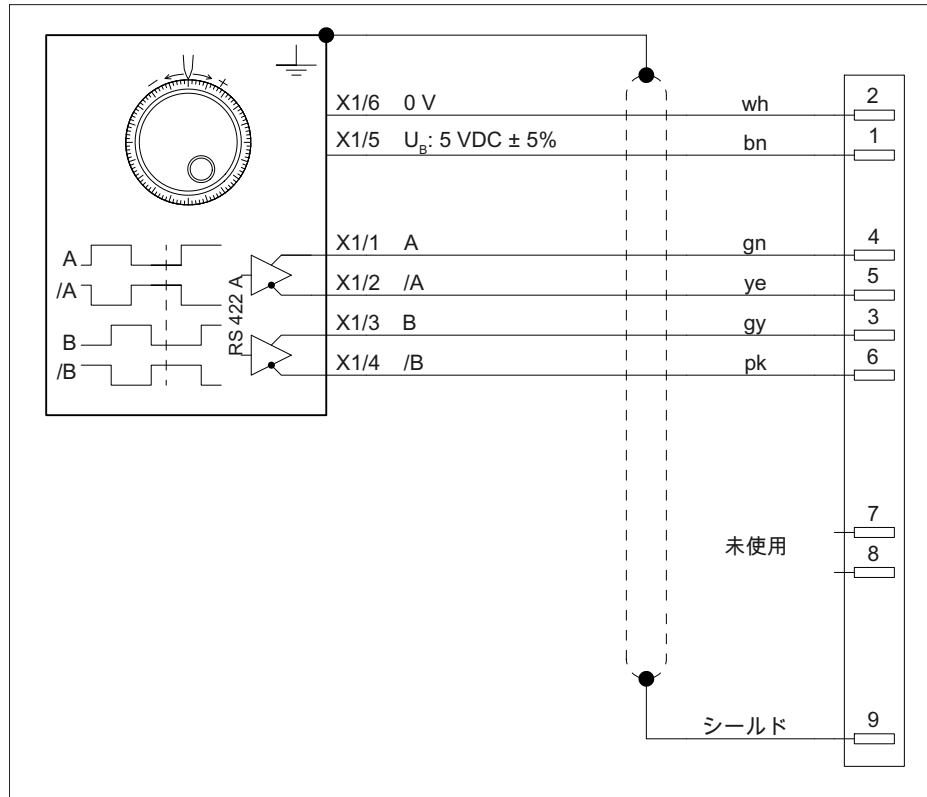 − +
X1/6 0 V wh 2
X1/5 U_B: 5 VDC ± 5% bn 1
X1/1 A gn 4
X1/2 /A ye 5
X1/3 B gy 3
X1/4 /B pk 6
A
/A
B
/B
RS 422 A
7
未使用
8
シールド 9